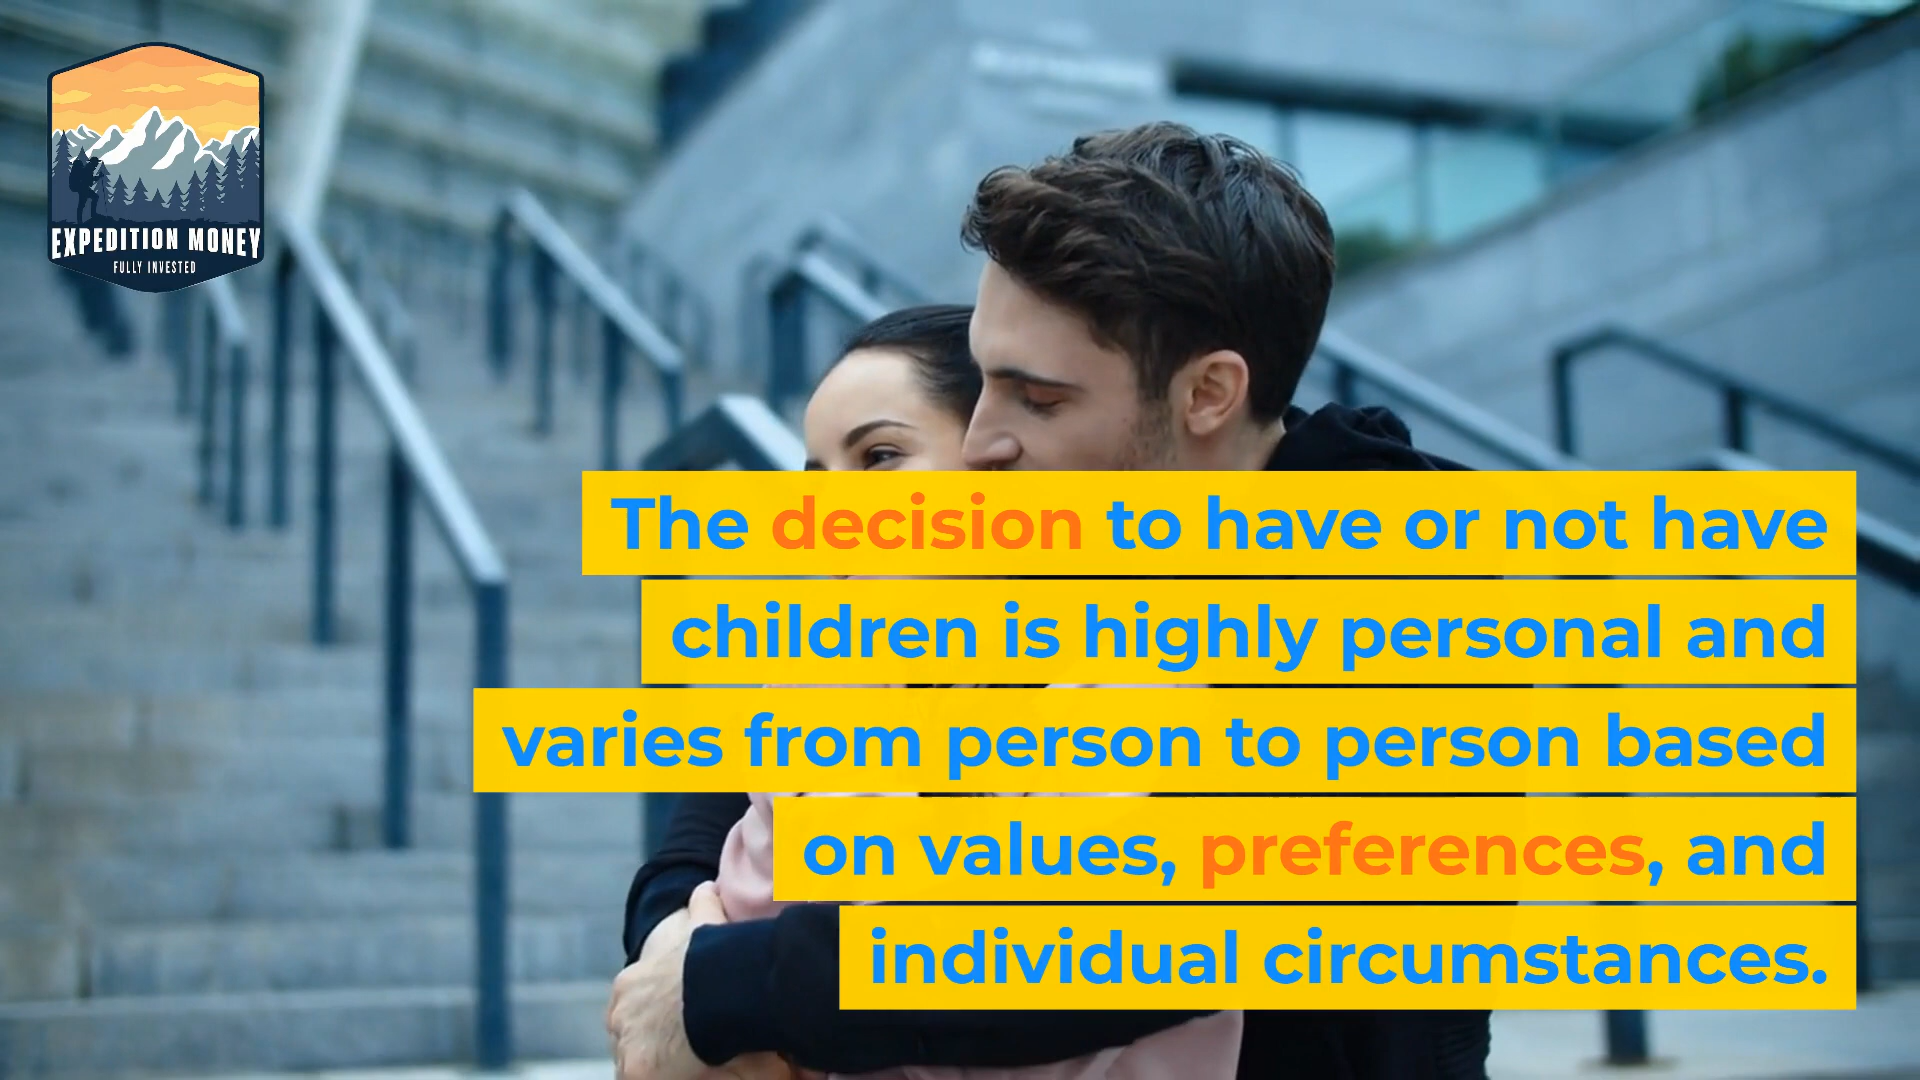 EXPEDITION MONEY
FULLY INVESTED
The decision to have or not have
children is highly personal and
varies from person to person based
on values, preferences, and
individual circumstances.